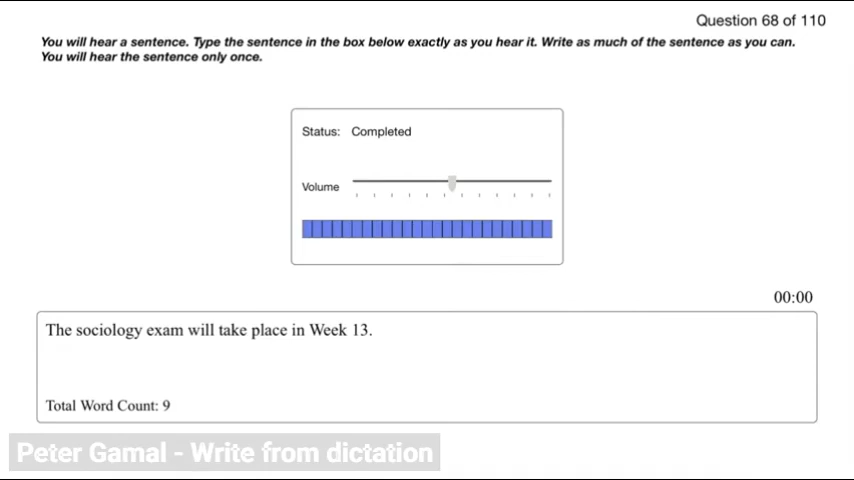 Question 68 of 110
You will hear a sentence. Type the sentence in the box below exactly as you hear it. Write as much of the sentence as you can.
You will hear the sentence only once.
Status: Completed
Volume
00:00
The sociology exam will take place in Week 13.
Total Word Count: 9
Peter Gamal - Write from dictation